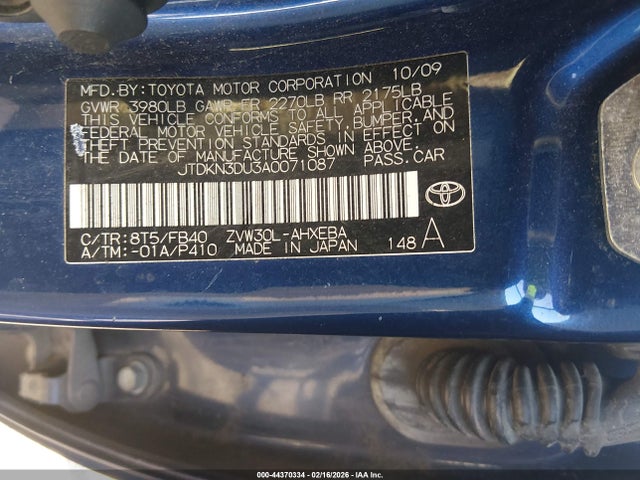 MFD.BY:TOYOTA MOTOR CORPORATION 10/09
GVWR 3980LB GAWR FR 2270LB RR 2175LB
THIS VEHICLE CONFORMS TO ALL APPLICABLE
FEDERAL MOTOR VEHICLE SAFETY,BUMPER,AND
THEFT PREVENTION STANDARDS IN EFFECT ON
THE DATE OF MANUFACTURE SHOWN ABOVE.
JTDKN3DU3A0071087 PASS.CAR
C/TR:8T5/FB40 ZVW30L-AHXEBA
A/TM:-01A/P410 MADE IN JAPAN 148 A
TOYOTA
000-44370334 | 02/16/2026 - IAA Inc.